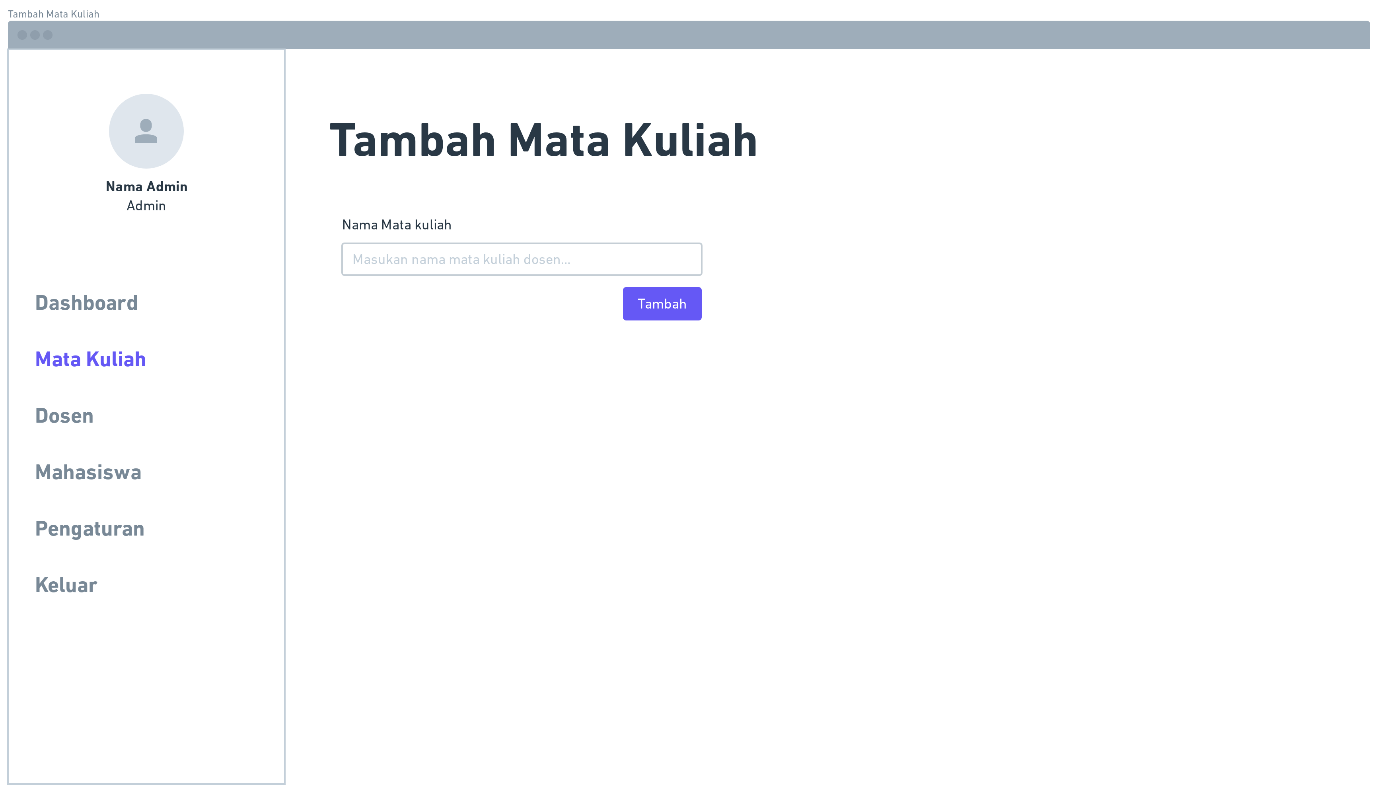 Tambah Mata Kuliah
Nama Admin
Admin
Dashboard
Mata Kuliah
Dosen
Mahasiswa
Pengaturan
Keluar
Tambah Mata Kuliah
Nama Mata kuliah
Masukan nama mata kuliah dosen...
Tambah